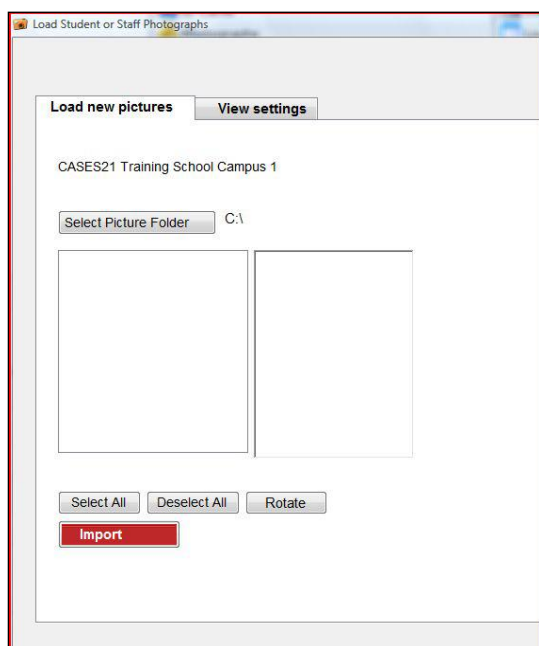 Load Student or Staff Photographs
Load new pictures
View settings
CASES21 Training School Campus 1
Select Picture Folder
C:\
Select All
Deselect All
Rotate
Import